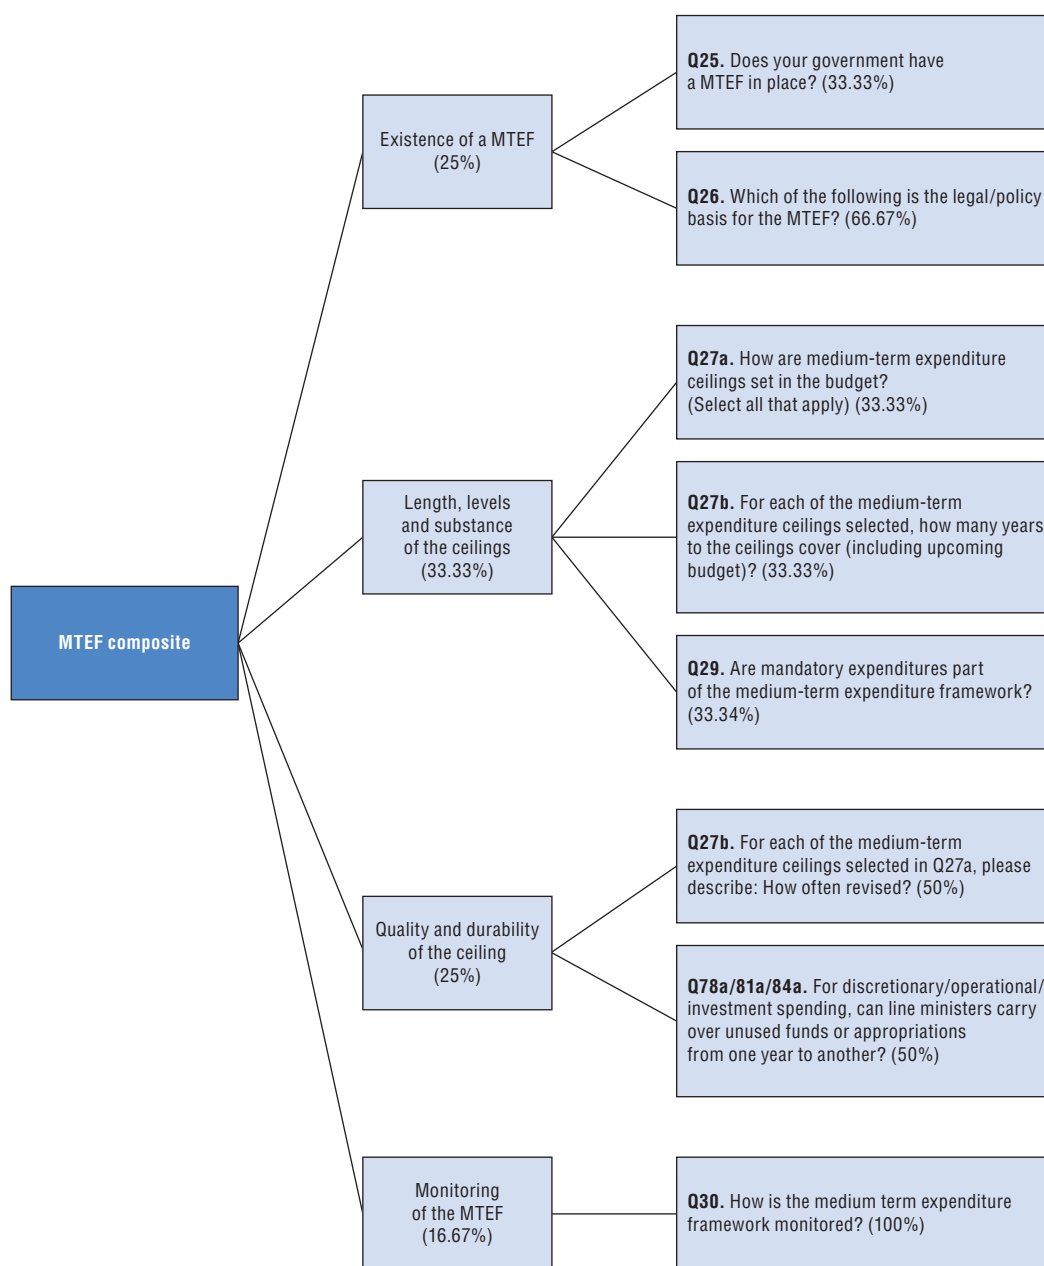 Q25. Does your government have
a MTEF in place? (33.33%)
Existence of a MTEF
(25%)
Q26. Which of the following is the legal/policy
basis for the MTEF? (66.67%)
Q27a. How are medium-term expenditure
ceilings set in the budget?
(Select all that apply) (33.33%)
Length, levels
and substance
of the ceilings
(33.33%)
Q27b. For each of the medium-term
expenditure ceilings selected, how many years
to the ceilings cover (including upcoming
budget)? (33.33%)
MTEF composite
Q29. Are mandatory expenditures part
of the medium-term expenditure framework?
(33.34%)
Q27b. For each of the medium-term
expenditure ceilings selected in Q27a, please
describe: How often revised? (50%)
Quality and durability
of the ceiling
(25%)
Q78a/81a/84a. For discretionary/operational/
investment spending, can line ministers carry
over unused funds or appropriations
from one year to another? (50%)
Monitoring
of the MTEF
(16.67%)
Q30. How is the medium term expenditure
framework monitored? (100%)